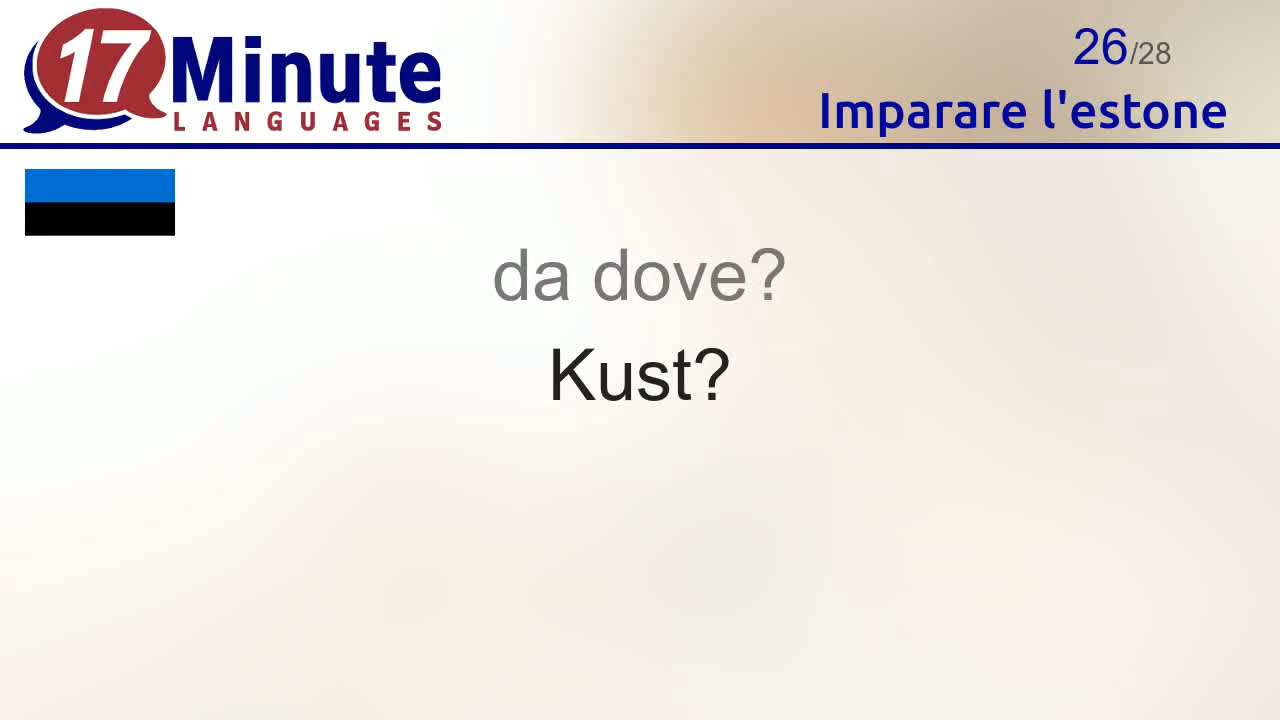 17 Minute
LANGUAGES
26/28
Imparare l'estone
da dove?
Kust?